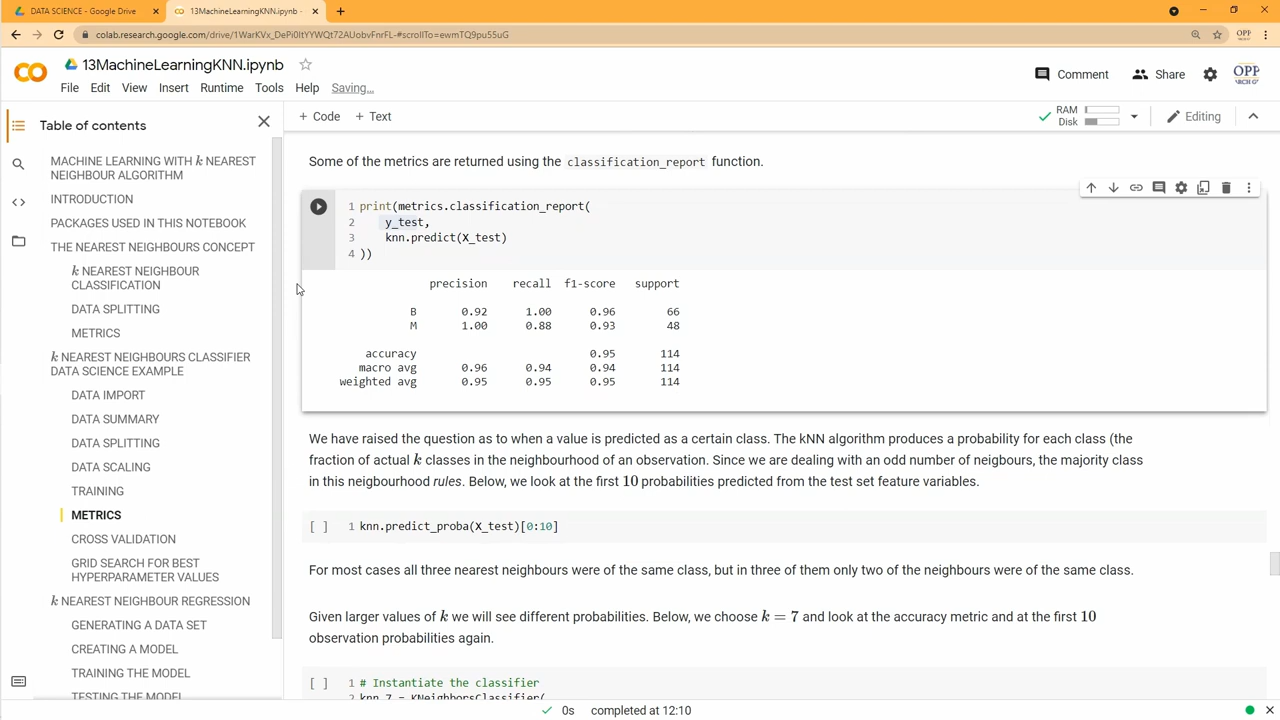 DATA SCIENCE - Google Drive
13MachineLearningKNN.ipynb -
colab.research.google.com/drive/1WarKVx_DePi0ItYYWQt72AUobvFnrFL-#scrollTo=ewmTQ9pu55uG
OPP
13MachineLearningKNN.ipynb
File Edit View Insert Runtime Tools Help Saving...
Comment Share OPP
Table of contents
+ Code + Text
RAM
Disk
Editing
MACHINE LEARNING WITH k NEAREST
NEIGHBOUR ALGORITHM
INTRODUCTION
PACKAGES USED IN THIS NOTEBOOK
THE NEAREST NEIGHBOURS CONCEPT
k NEAREST NEIGHBOUR
CLASSIFICATION
DATA SPLITTING
METRICS
k NEAREST NEIGHBOURS CLASSIFIER
DATA SCIENCE EXAMPLE
DATA IMPORT
DATA SUMMARY
DATA SPLITTING
DATA SCALING
TRAINING
METRICS
CROSS VALIDATION
GRID SEARCH FOR BEST
HYPERPARAMETER VALUES
k NEAREST NEIGHBOUR REGRESSION
GENERATING A DATA SET
CREATING A MODEL
TRAINING THE MODEL
TESTING THE MODEL
Some of the metrics are returned using the classification_report function.
1 print(metrics.classification_report(
2 y_test,
3 knn.predict(X_test)
4 ))
precision recall f1-score support
B 0.92 1.00 0.96 66
M 1.00 0.88 0.93 48
accuracy 0.95 114
macro avg 0.96 0.94 0.94 114
weighted avg 0.95 0.95 0.95 114
We have raised the question as to when a value is predicted as a certain class. The kNN algorithm produces a probability for each class (the
fraction of actual k classes in the neighbourhood of an observation. Since we are dealing with an odd number of neigbours, the majority class
in this neigbourhood rules. Below, we look at the first 10 probabilities predicted from the test set feature variables.
[ ] 1 knn.predict_proba(X_test)[0:10]
For most cases all three nearest neighbours were of the same class, but in three of them only two of the neighbours were of the same class.
Given larger values of k we will see different probabilities. Below, we choose k = 7 and look at the accuracy metric and at the first 10
observation probabilities again.
[ ] 1 # Instantiate the classifier
2 knn_7 = KNeighborsClassifier(
0s completed at 12:10